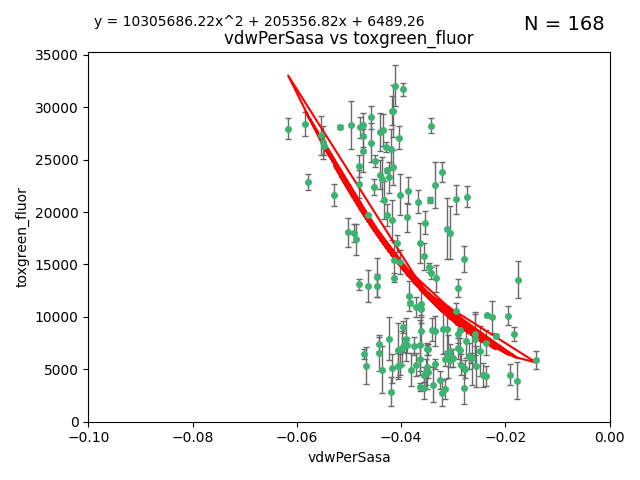 y = 10305686.22x^2 + 205356.82x + 6489.26
N = 168
vdwPerSasa vs toxgreen_fluor
35000
30000
25000
20000
15000
10000
5000
0
toxgreen_fluor
−0.10
−0.08
−0.06
−0.04
−0.02
0.00
vdwPerSasa